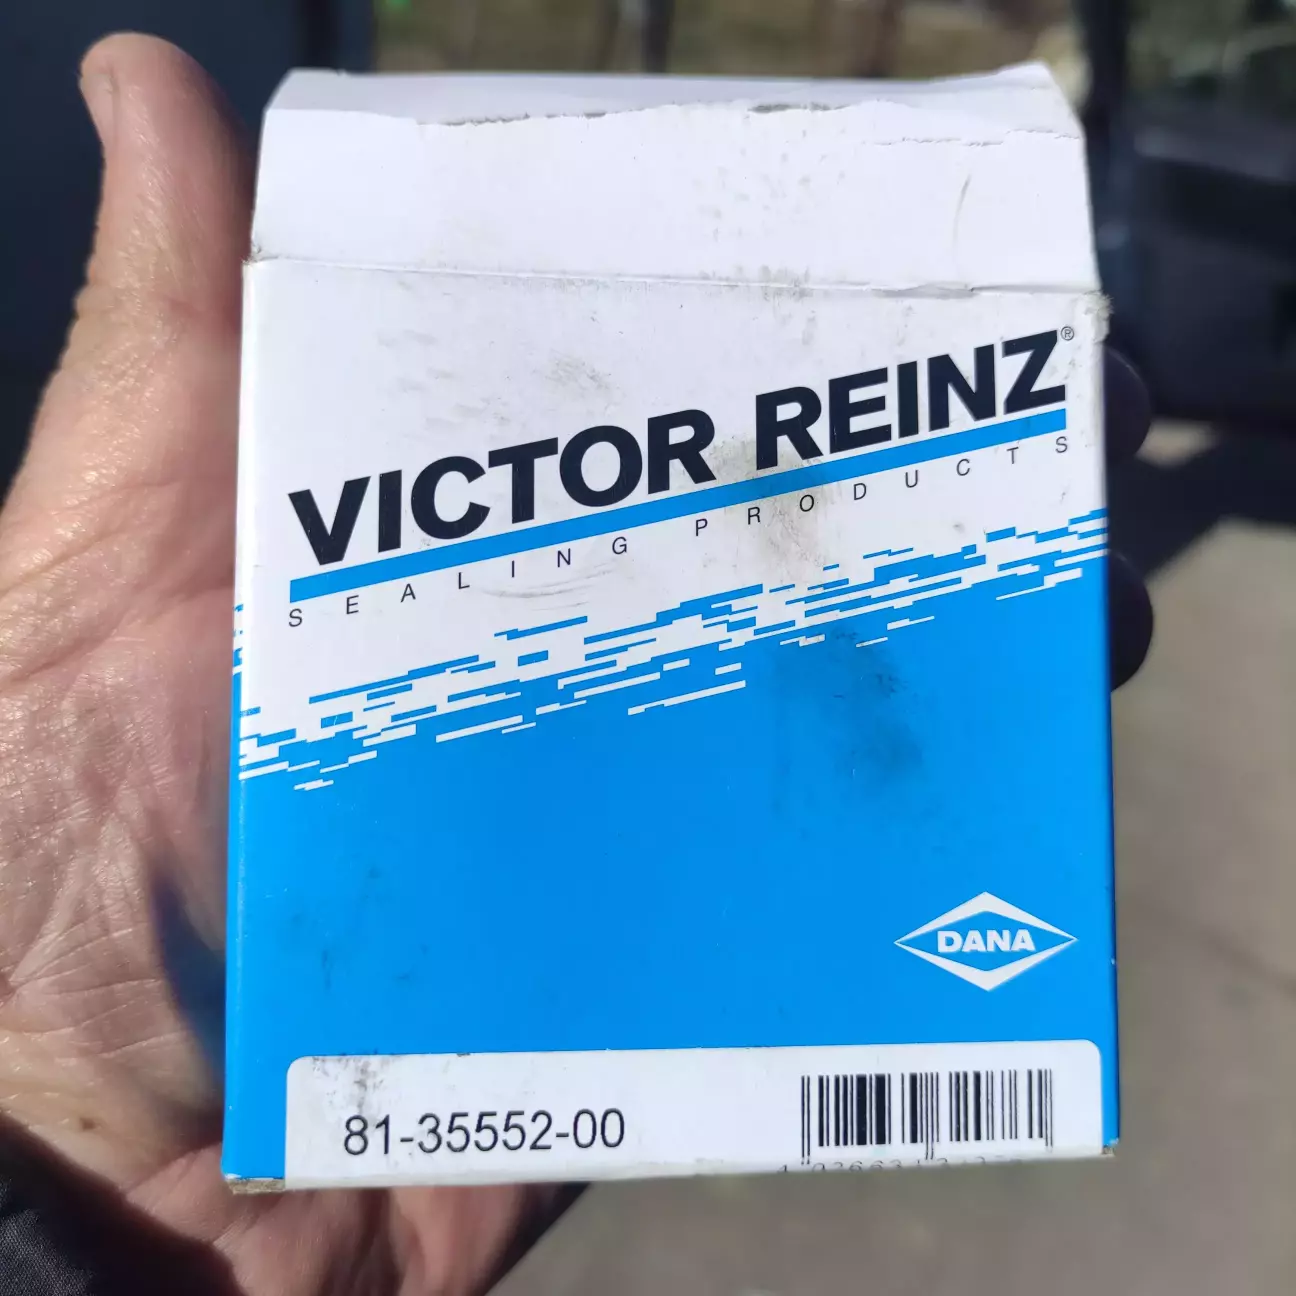 VICTOR REINZ®
SEALING PRODUCTS
DANA
81-35552-00